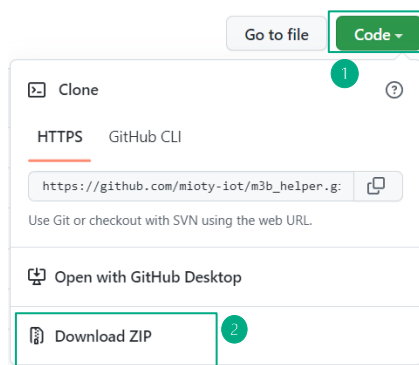 Go to file
Code
1
Clone
HTTPS GitHub CLI
https://github.com/mioty-iot/m3b_helper.gi
Use Git or checkout with SVN using the web URL.
Open with GitHub Desktop
Download ZIP
2